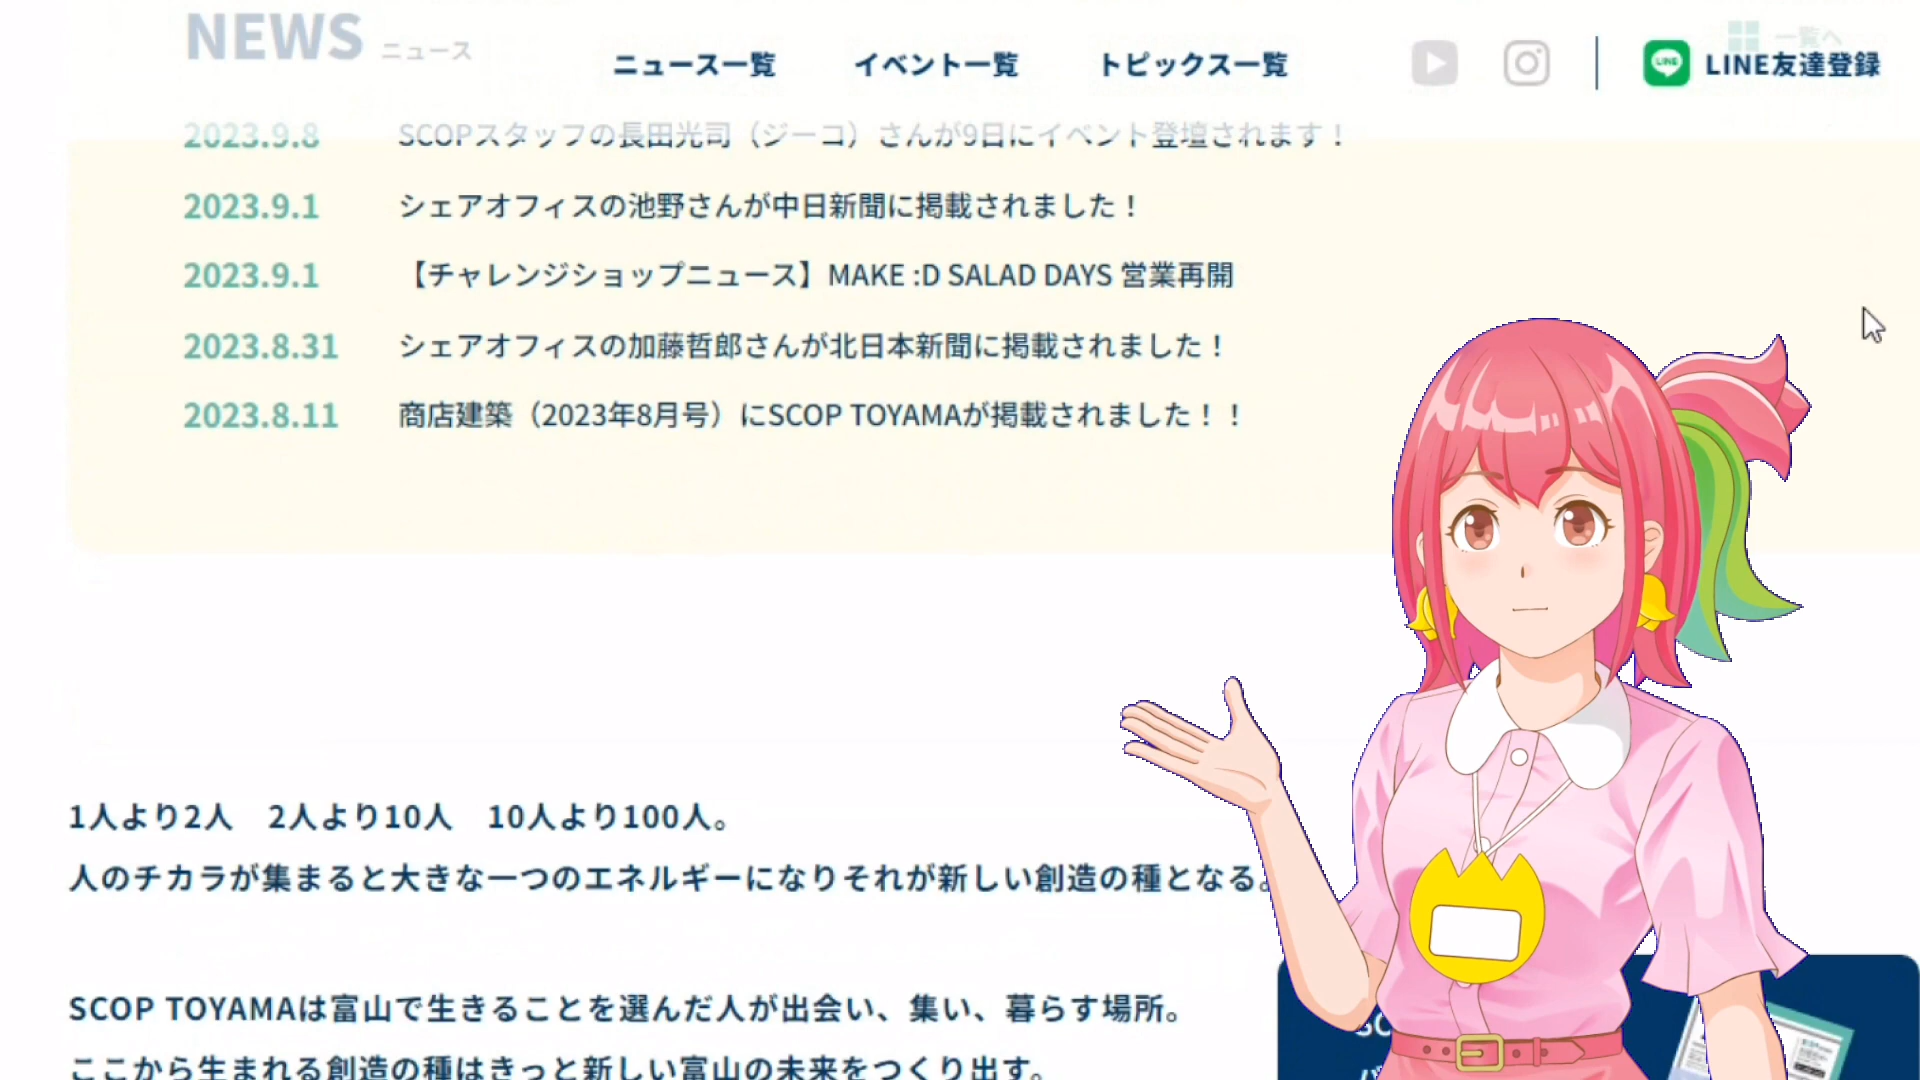 NEWS ニュース
ニュース一覧 イベント一覧 トピックス一覧 LINE LINE友達登録
一覧へ
2023.9.8 SCOPスタッフの長田光司（ジーコ）さんが9日にイベント登壇されます！
2023.9.1 シェアオフィスの池野さんが中日新聞に掲載されました！
2023.9.1 【チャレンジショップニュース】MAKE :D SALAD DAYS 営業再開
2023.8.31 シェアオフィスの加藤哲郎さんが北日本新聞に掲載されました！
2023.8.11 商店建築（2023年8月号）にSCOP TOYAMAが掲載されました！！
1人より2人　2人より10人　10人より100人。
人のチカラが集まると大きな一つのエネルギーになりそれが新しい創造の種となる。
SCOP TOYAMAは富山で生きることを選んだ人が出会い、集い、暮らす場所。
ここから生まれる創造の種はきっと新しい富山の未来をつくり出す。